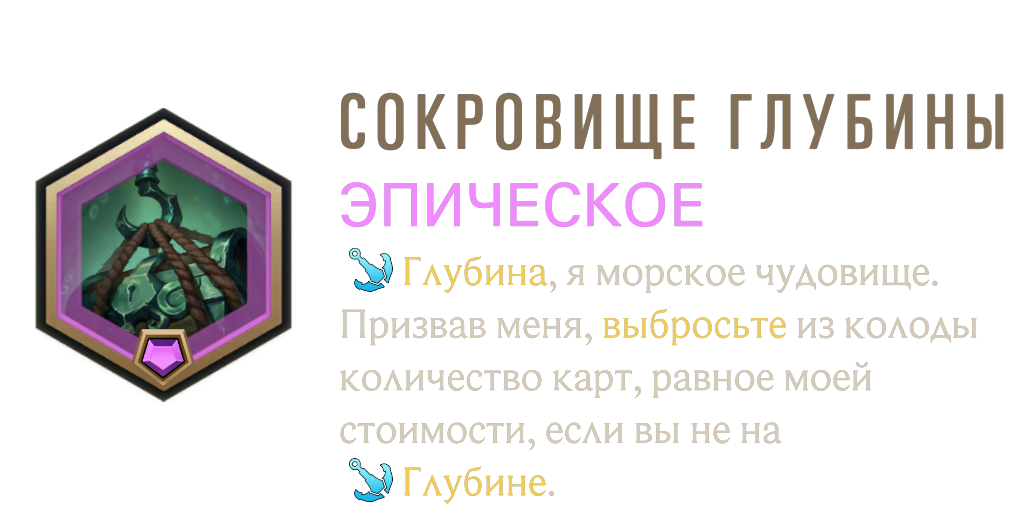 СОКРОВИЩЕ ГЛУБИНЫ
ЭПИЧЕСКОЕ
Глубина, я морское чудовище.
Призвав меня, выбросьте из колоды
количество карт, равное моей
стоимости, если вы не на
Глубине.